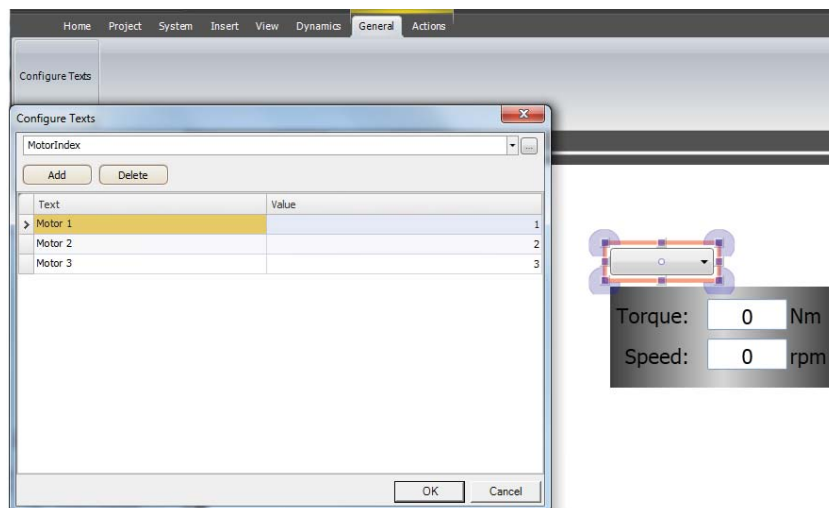 Home Project System Insert View Dynamics General Actions
Configure Texts
Configure Texts
MotorIndex
...
Add Delete
Text Value
Motor 1 1
Motor 2 2
Motor 3 3
OK Cancel
Torque: 0 Nm
Speed: 0 rpm